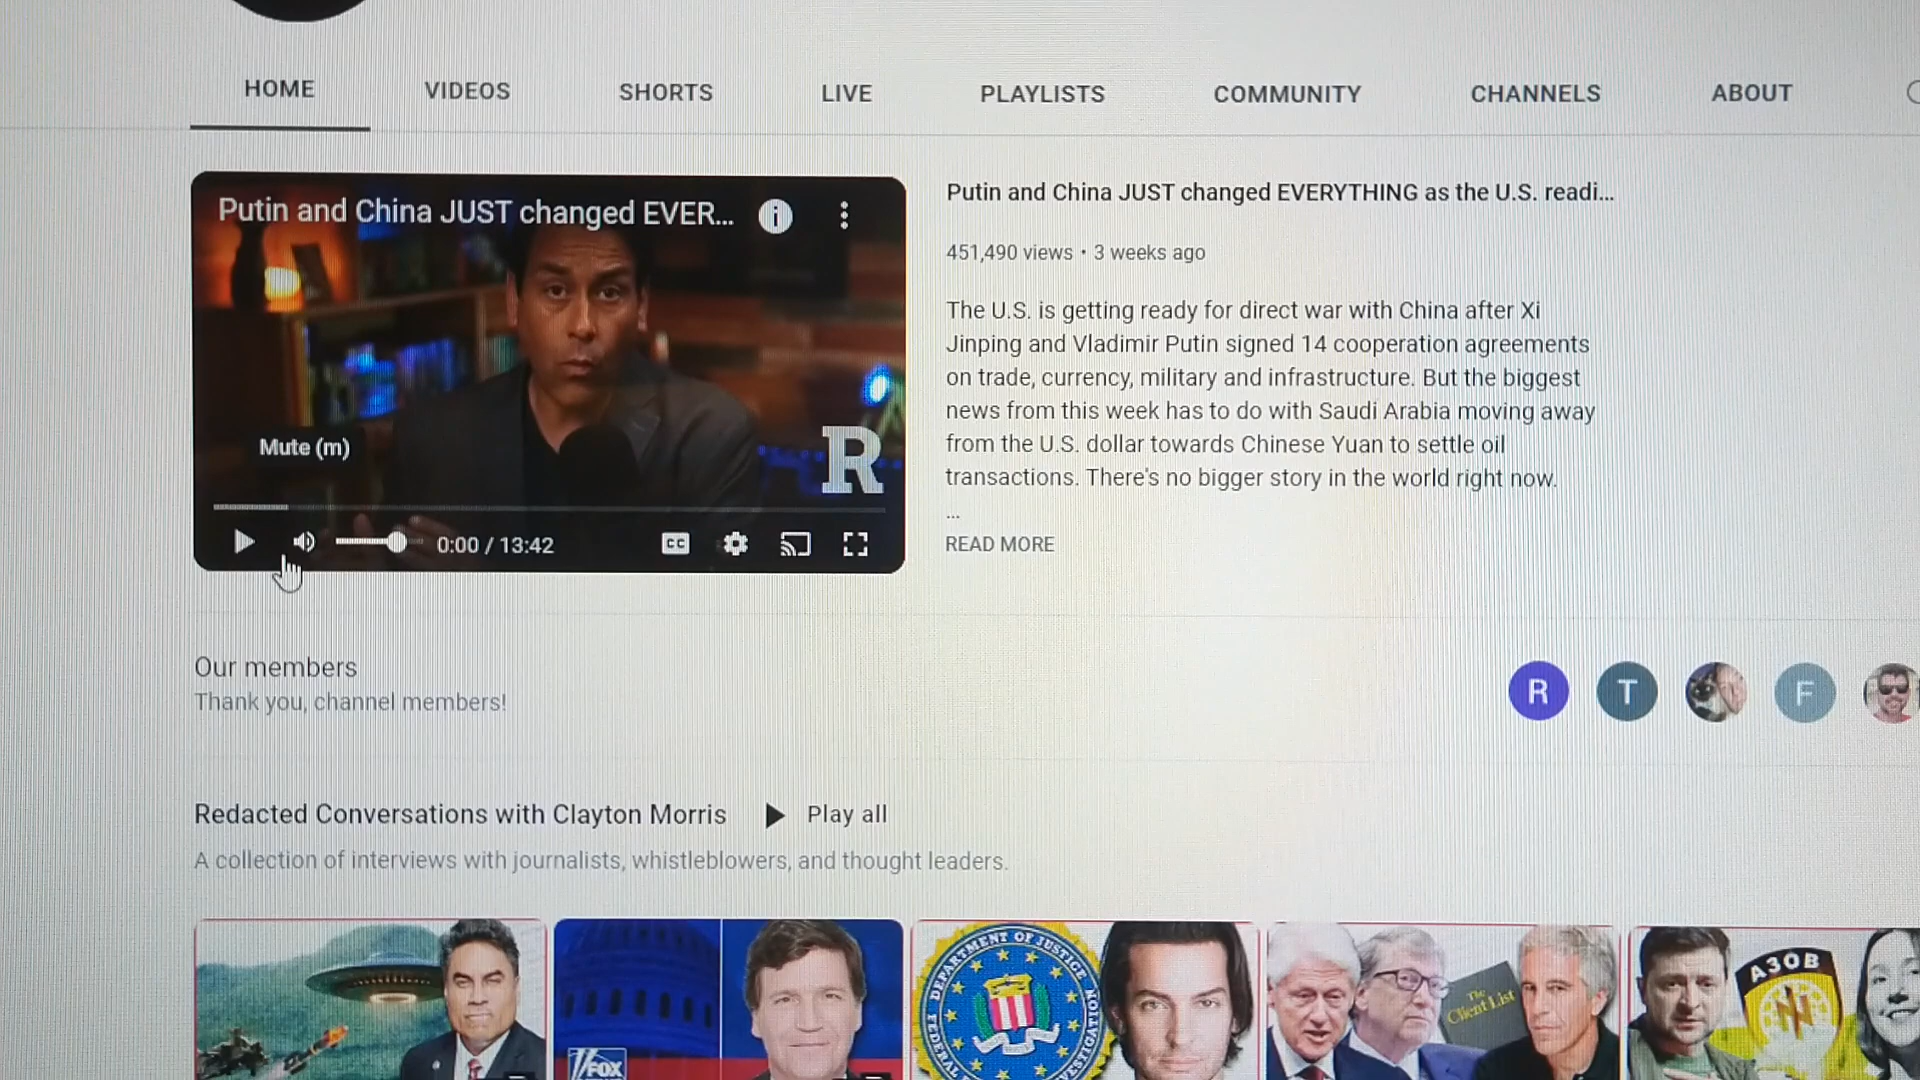 HOME VIDEOS SHORTS LIVE PLAYLISTS COMMUNITY CHANNELS ABOUT
Putin and China JUST changed EVER...
Mute (m)
R
0:00 / 13:42
CC
Putin and China JUST changed EVERYTHING as the U.S. readi...
451,490 views • 3 weeks ago
The U.S. is getting ready for direct war with China after Xi
Jinping and Vladimir Putin signed 14 cooperation agreements
on trade, currency, military and infrastructure. But the biggest
news from this week has to do with Saudi Arabia moving away
from the U.S. dollar towards Chinese Yuan to settle oil
transactions. There's no bigger story in the world right now.
...
READ MORE
Our members
Thank you, channel members!
R T F
Redacted Conversations with Clayton Morris Play all
A collection of interviews with journalists, whistleblowers, and thought leaders.
FOX
DEPARTMENT OF JUSTICE
FEDERAL
The
Client List
АЗОВ